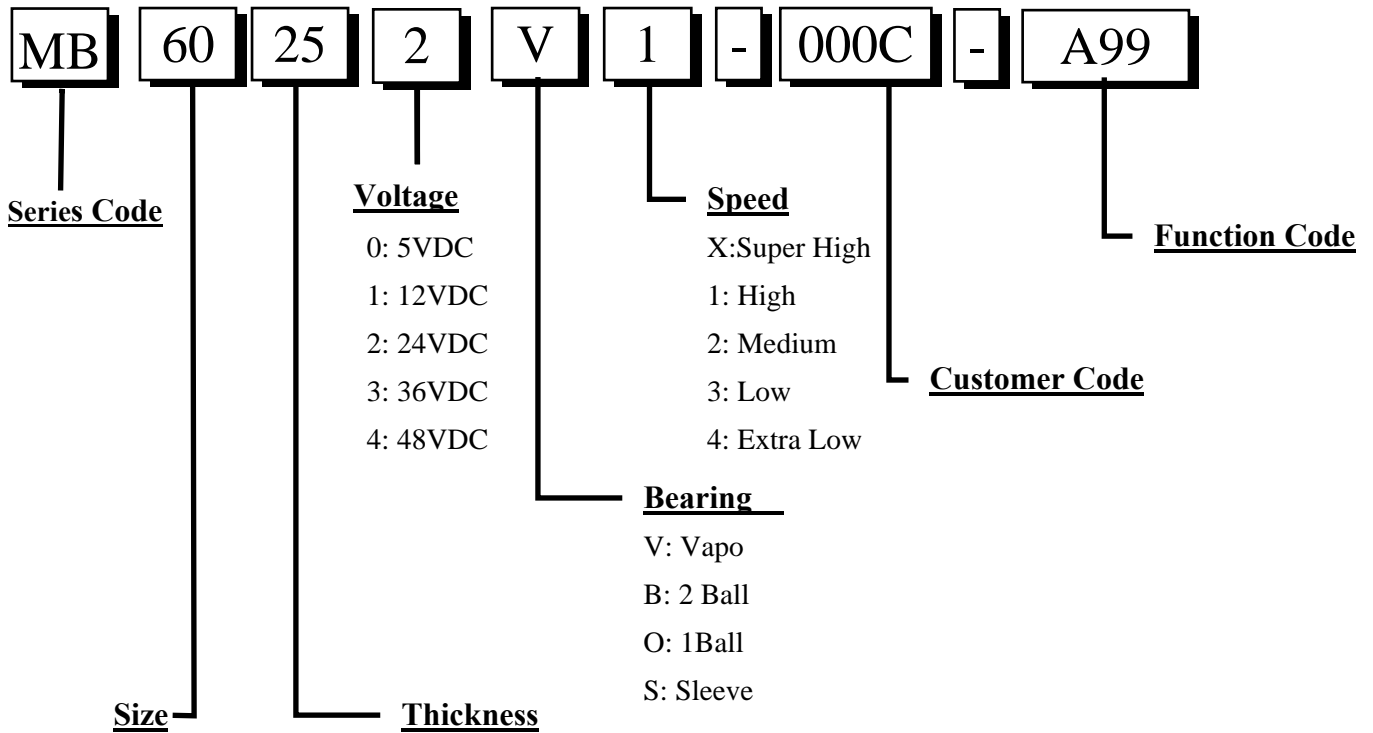 MB 60 25 2 V 1 - 000C - A99
Series Code
Voltage
0: 5VDC
1: 12VDC
2: 24VDC
3: 36VDC
4: 48VDC
Speed
X:Super High
1: High
2: Medium
3: Low
4: Extra Low
Function Code
Customer Code
Bearing
V: Vapo
B: 2 Ball
O: 1Ball
S: Sleeve
Size
Thickness